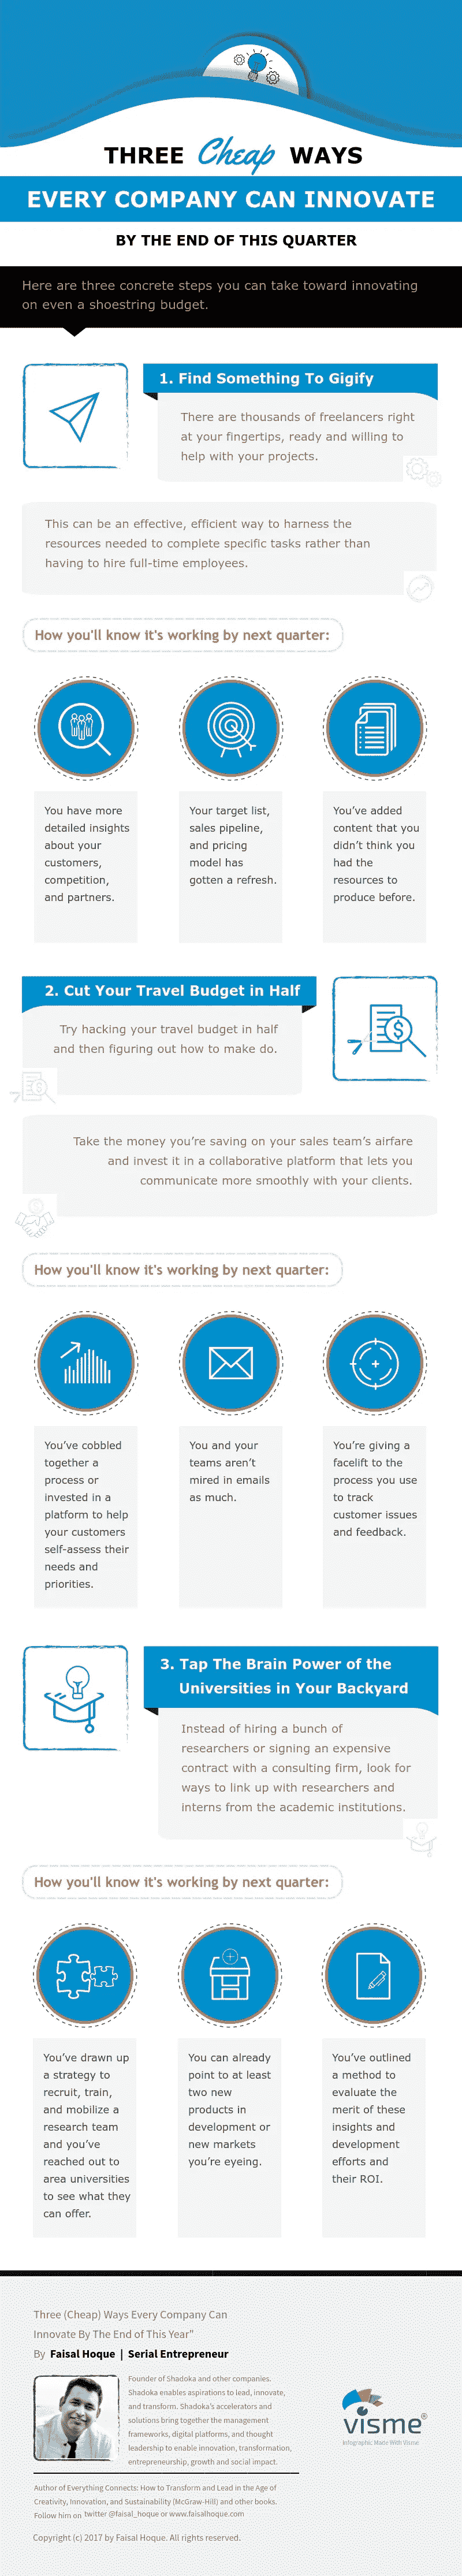 THREE Cheap WAYS
EVERY COMPANY CAN INNOVATE
BY THE END OF THIS QUARTER
Here are three concrete steps you can take toward innovating
on even a shoestring budget.
1. Find Something To Gigify
There are thousands of freelancers right
at your fingertips, ready and willing to
help with your projects.
This can be an effective, efficient way to harness the
resources needed to complete specific tasks rather than
having to hire full-time employees.
How you'll know it's working by next quarter:
You have more
detailed insights
about your
customers,
competition,
and partners.
Your target list,
sales pipeline,
and pricing
model has
gotten a refresh.
You've added
content that you
didn't think you
had the
resources to
produce before.
2. Cut Your Travel Budget in Half
Try hacking your travel budget in half
and then figuring out how to make do.
Take the money you're saving on your sales team's airfare
and invest it in a collaborative platform that lets you
communicate more smoothly with your clients.
How you'll know it's working by next quarter:
You've cobbled
together a
process or
invested in a
platform to help
your customers
self-assess their
needs and
priorities.
You and your
teams aren't
mired in emails
as much.
You're giving a
facelift to the
process you use
to track
customer issues
and feedback.
3. Tap The Brain Power of the
Universities in Your Backyard
Instead of hiring a bunch of
researchers or signing an expensive
contract with a consulting firm, look for
ways to link up with researchers and
interns from the academic institutions.
How you'll know it's working by next quarter:
You've drawn up
a strategy to
recruit, train,
and mobilize a
research team
and you've
reached out to
area universities
to see what they
can offer.
You can already
point to at least
two new
products in
development or
new markets
you're eyeing.
You've outlined
a method to
evaluate the
merit of these
insights and
development
efforts and
their ROI.
Three (Cheap) Ways Every Company Can
Innovate By The End of This Year"
By Faisal Hoque | Serial Entrepreneur
Founder of Shadoka and other companies.
Shadoka enables aspirations to lead, innovate,
and transform. Shadoka's accelerators and
solutions bring together the management
frameworks, digital platforms, and thought
leadership to enable innovation, transformation,
entrepreneurship, growth and social impact.
visme®
Infographic Made With Visme
Author of Everything Connects: How to Transform and Lead in the Age of
Creativity, Innovation, and Sustainability (McGraw-Hill) and other books.
Follow him on twitter @faisal_hoque or www.faisalhoque.com
Copyright (c) 2017 by Faisal Hoque. All rights reserved.